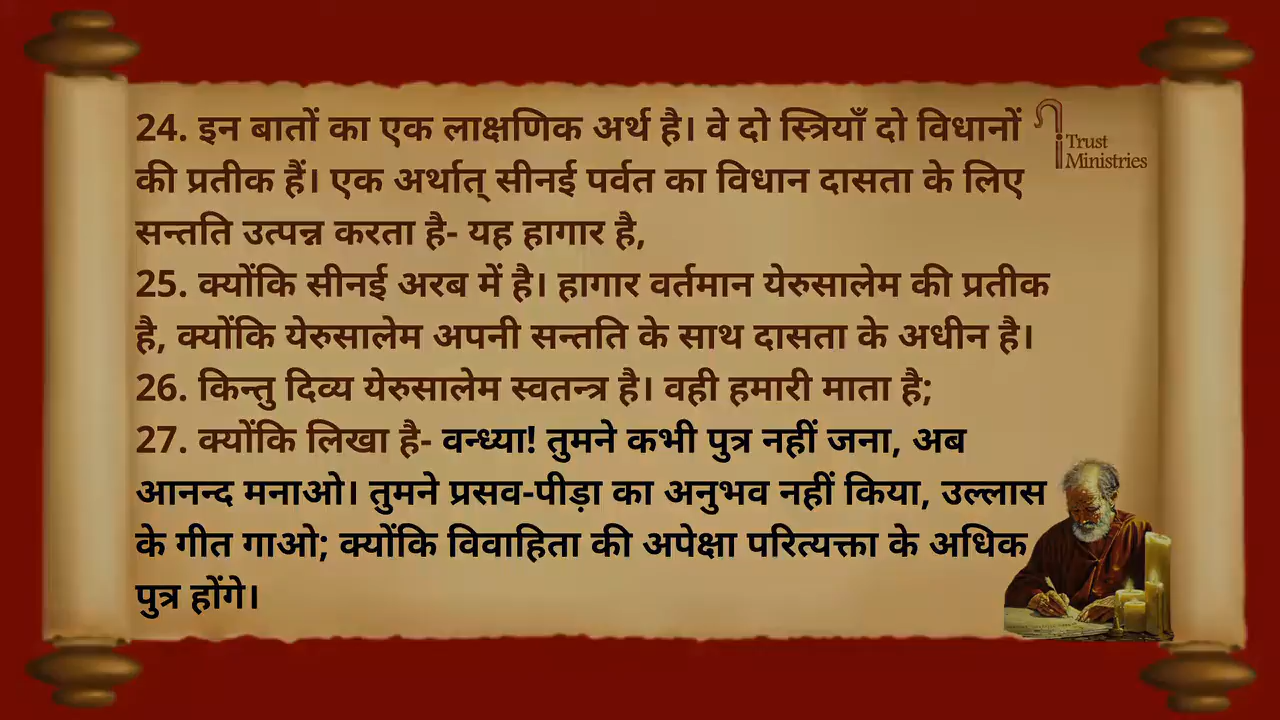 24. इन बातों का एक लाक्षणिक अर्थ है। वे दो स्त्रियाँ दो विधानों
की प्रतीक हैं। एक अर्थात् सीनई पर्वत का विधान दासता के लिए
सन्तति उत्पन्न करता है- यह हागार है,
25. क्योंकि सीनई अरब में है। हागार वर्तमान येरुसालेम की प्रतीक
है, क्योंकि येरुसालेम अपनी सन्तति के साथ दासता के अधीन है।
26. किन्तु दिव्य येरुसालेम स्वतन्त्र है। वही हमारी माता है;
27. क्योंकि लिखा है- वन्ध्या! तुमने कभी पुत्र नहीं जना, अब
आनन्द मनाओ। तुमने प्रसव-पीड़ा का अनुभव नहीं किया, उल्लास
के गीत गाओ; क्योंकि विवाहिता की अपेक्षा परित्यक्ता के अधिक
पुत्र होंगे।
Trust
Ministries